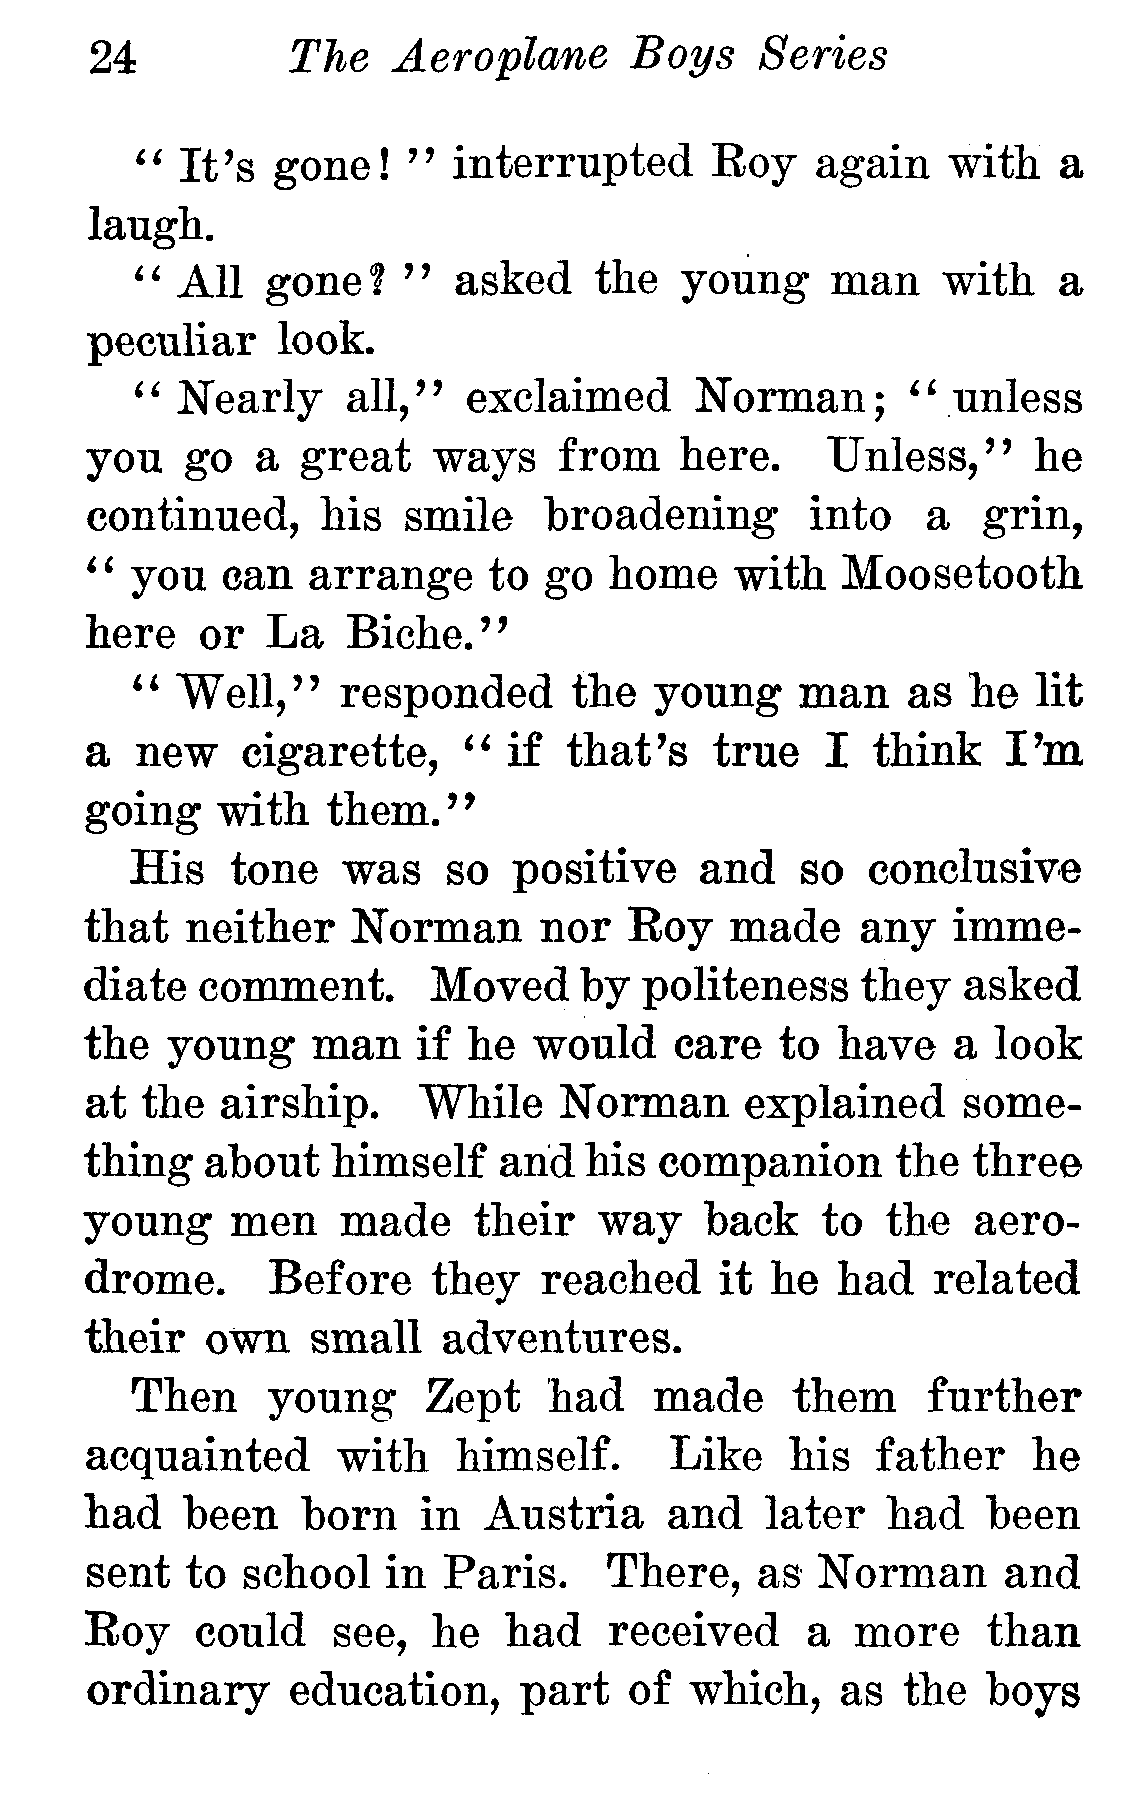 24 The Aeroplane Boys Series
“ It’s gone! ” interrupted Roy again with a
laugh.
“ All gone? ” asked the young man with a
peculiar look.
“ Nearly all,” exclaimed Norman; “ unless
you go a great ways from here. Unless,” he
continued, his smile broadening into a grin,
“ you can arrange to go home with Moosetooth
here or La Biche.”
“ Well,” responded the young man as he lit
a new cigarette, “ if that’s true I think I’m
going with them.”
His tone was so positive and so conclusive
that neither Norman nor Roy made any imme-
diate comment. Moved by politeness they asked
the young man if he would care to have a look
at the airship. While Norman explained some-
thing about himself and his companion the three
young men made their way back to the aero-
drome. Before they reached it he had related
their own small adventures.
Then young Zept had made them further
acquainted with himself. Like his father he
had been born in Austria and later had been
sent to school in Paris. There, as Norman and
Roy could see, he had received a more than
ordinary education, part of which, as the boys